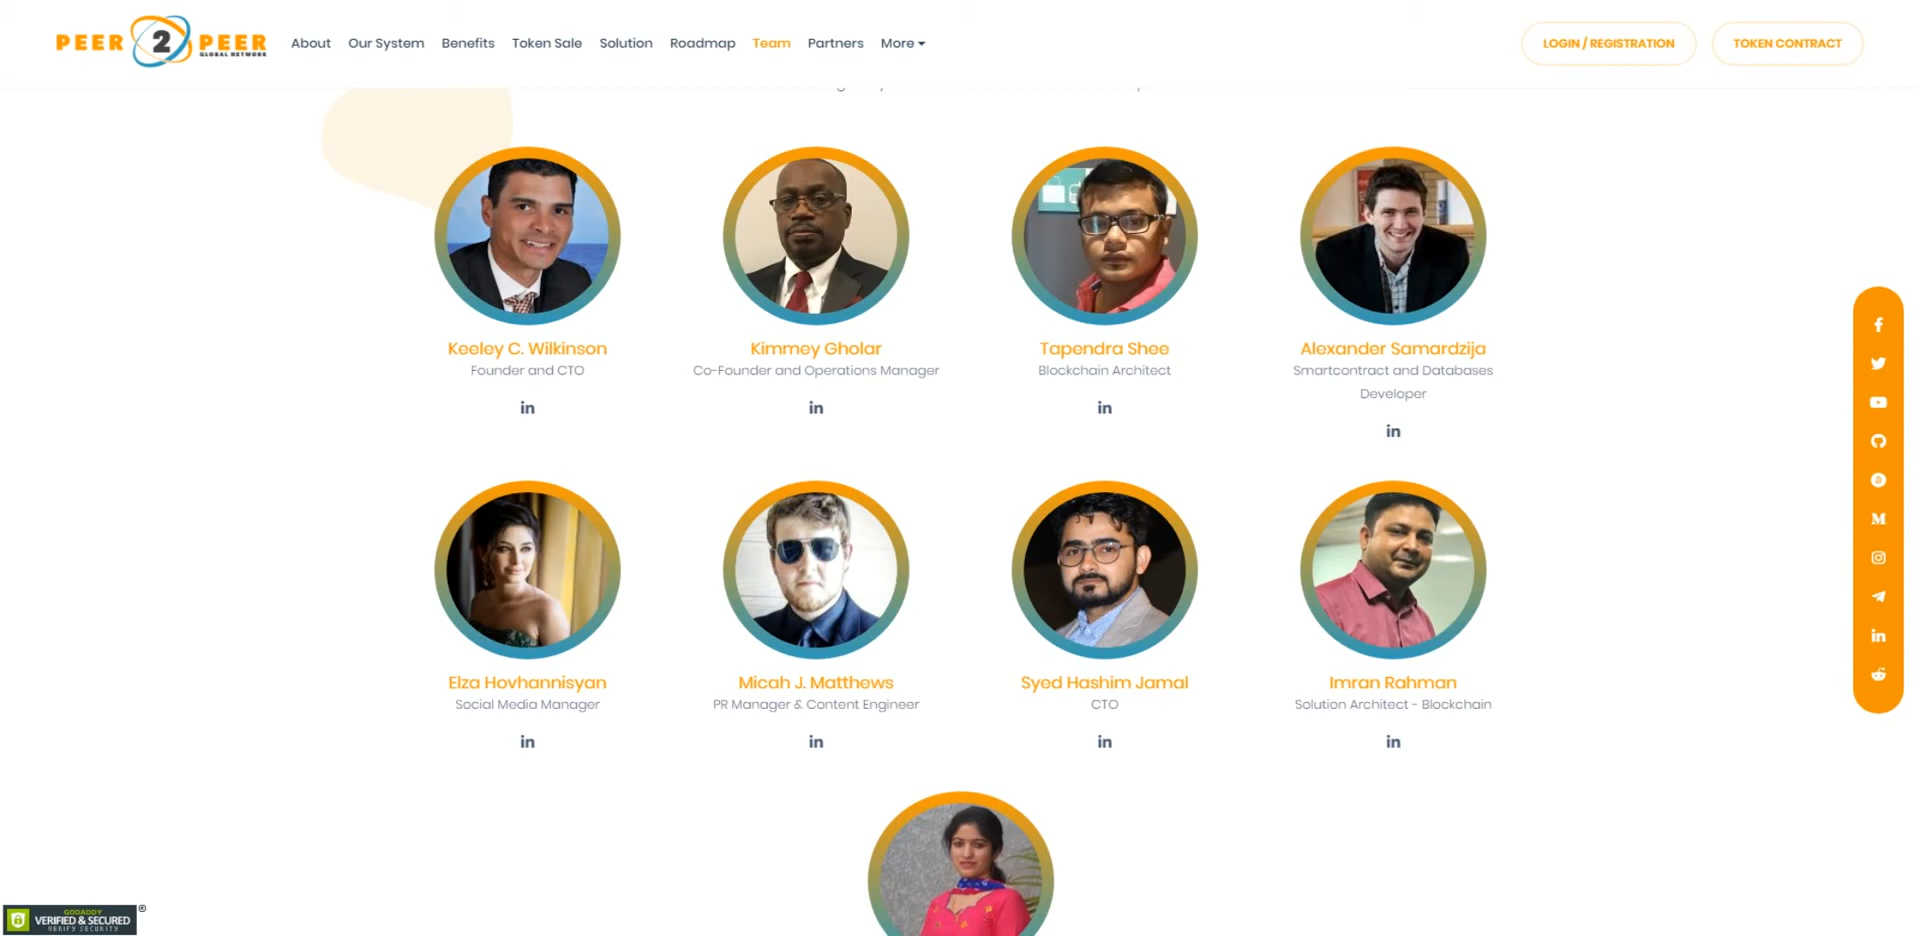 PEER 2 PEER
GLOBAL NETWORK
About Our System Benefits Token Sale Solution Roadmap Team Partners More
LOGIN / REGISTRATION
TOKEN CONTRACT
Keeley C. Wilkinson
Founder and CTO
in
Kimmey Gholar
Co-Founder and Operations Manager
in
Tapendra Shee
Blockchain Architect
in
Alexander Samardzija
Smartcontract and Databases
Developer
in
Elza Hovhannisyan
Social Media Manager
in
Micah J. Matthews
PR Manager & Content Engineer
in
Syed Hashim Jamal
CTO
in
Imran Rahman
Solution Architect - Blockchain
in
GODADDY
VERIFIED & SECURED
VERIFY SECURITY